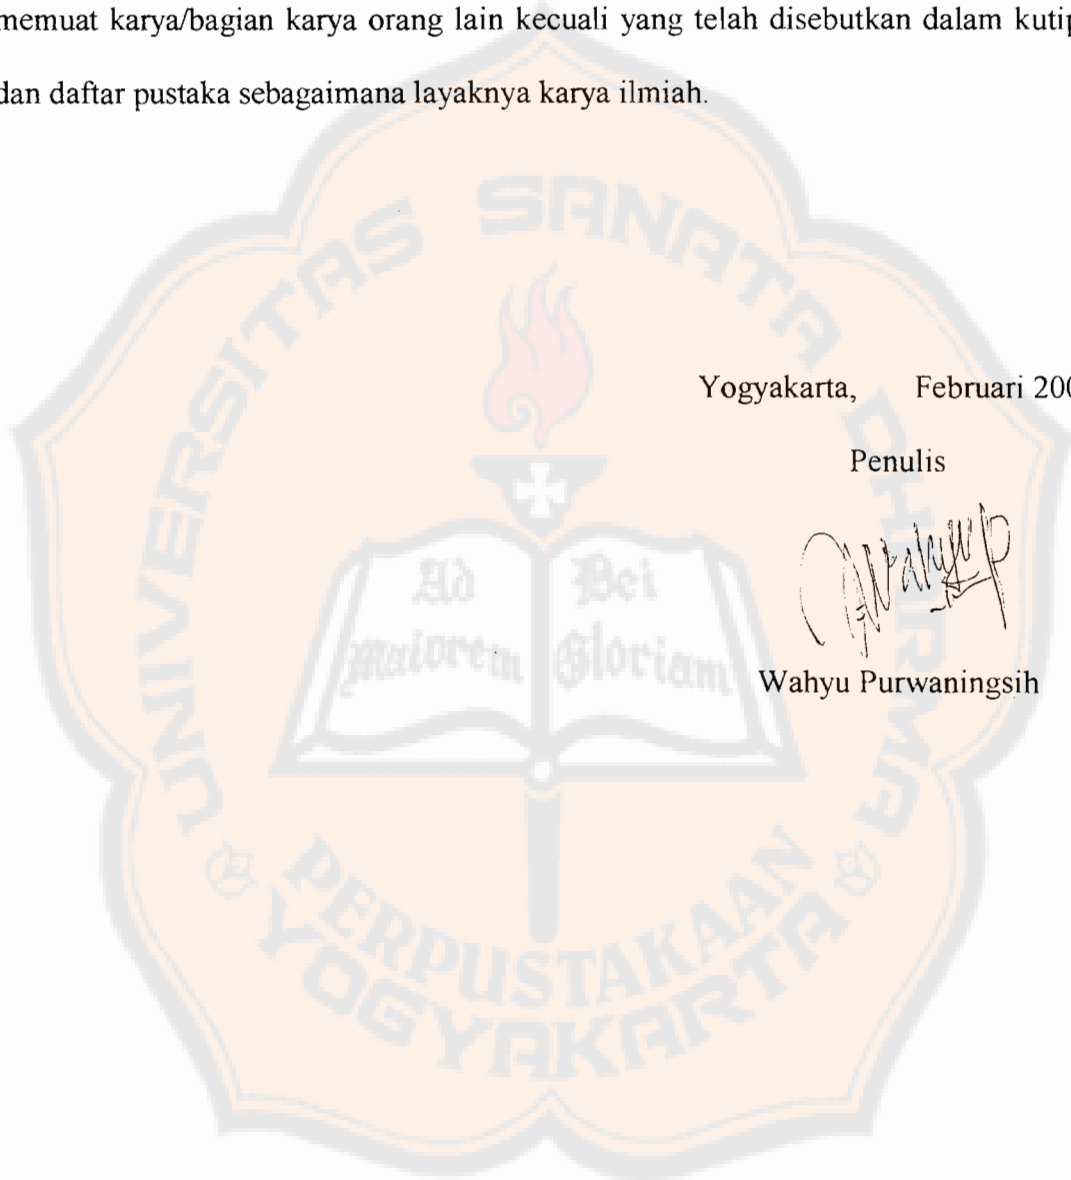 memuat karya/bagian karya orang lain kecuali yang telah disebutkan dalam kutip
dan daftar pustaka sebagaimana layaknya karya ilmiah.
UNIVERSITAS SANATA DHARMA
Yogyakarta, Februari 200
Penulis
Ad Dei
Maiorem Gloriam
Wahyu Purwaningsih
PERPUSTAKAAN
YOGYAKARTA